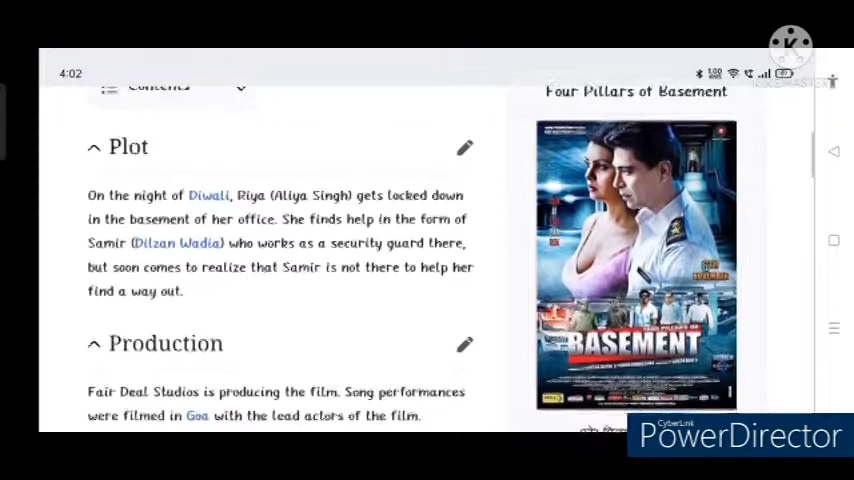 4:02
KINEMASTER
Contents
Four Pillars of Basement
Plot
On the night of Diwali, Riya (Aliya Singh) gets locked down
in the basement of her office. She finds help in the form of
Samir (Dilzan Wadia) who works as a security guard there,
but soon comes to realize that Samir is not there to help her
find a way out.
NOVEMBER
BASEMENT
Production
Fair Deal Studios is producing the film. Song performances
were filmed in Goa with the lead actors of the film.
CyberLink
PowerDirector